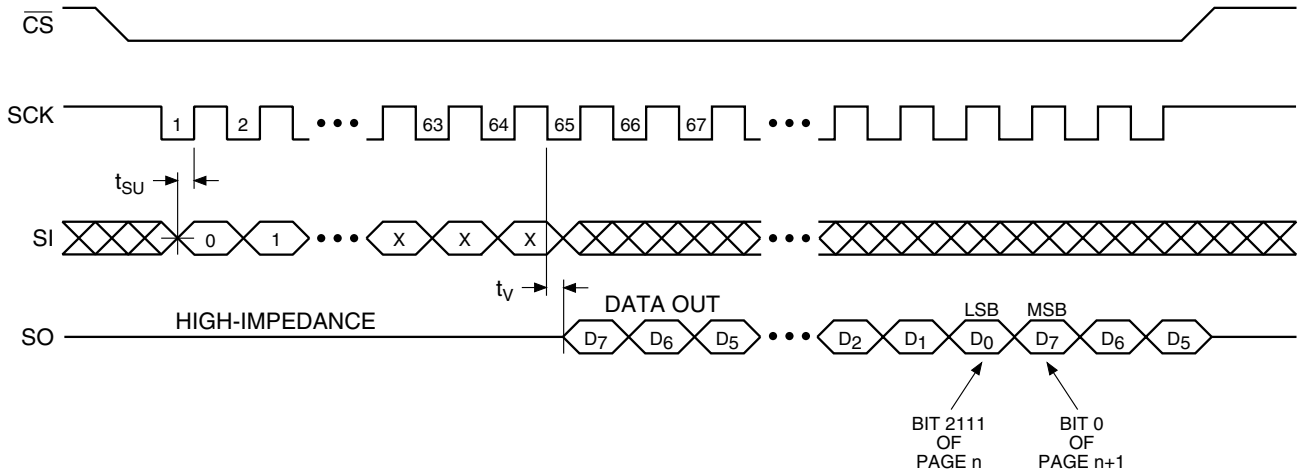 CS
SCK 1 2 ••• 63 64 65 66 67 •••
tSU
SI 0 1 ••• X X X •••
tV
DATA OUT
HIGH-IMPEDANCE
LSB MSB
SO D7 D6 D5 ••• D2 D1 D0 D7 D6 D5
BIT 2111
OF
PAGE n
BIT 0
OF
PAGE n+1